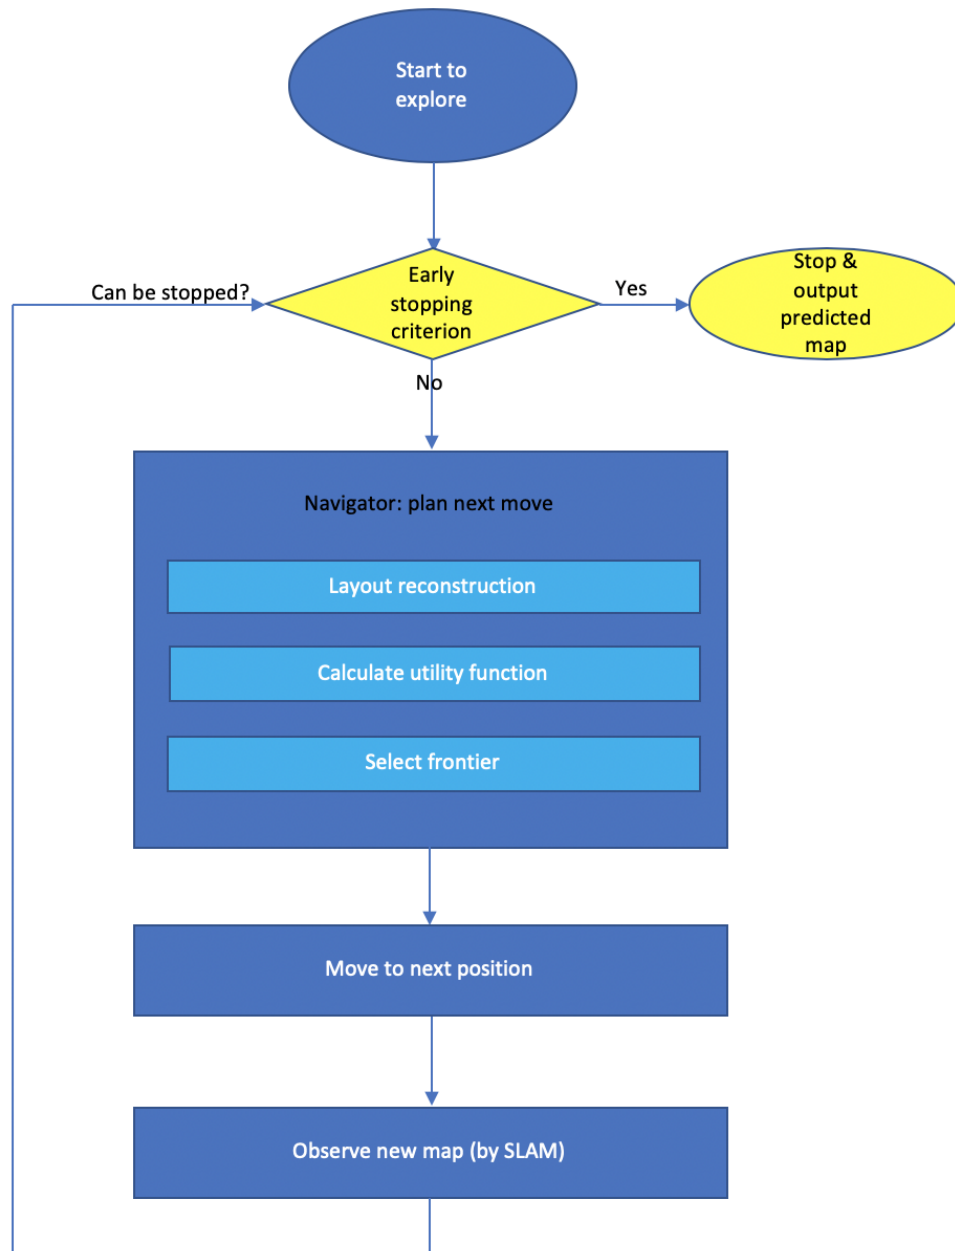 Start to
explore
Can be stopped?
Early
stopping
criterion
Yes
Stop &
output
predicted
map
No
Navigator: plan next move
Layout reconstruction
Calculate utility function
Select frontier
Move to next position
Observe new map (by SLAM)